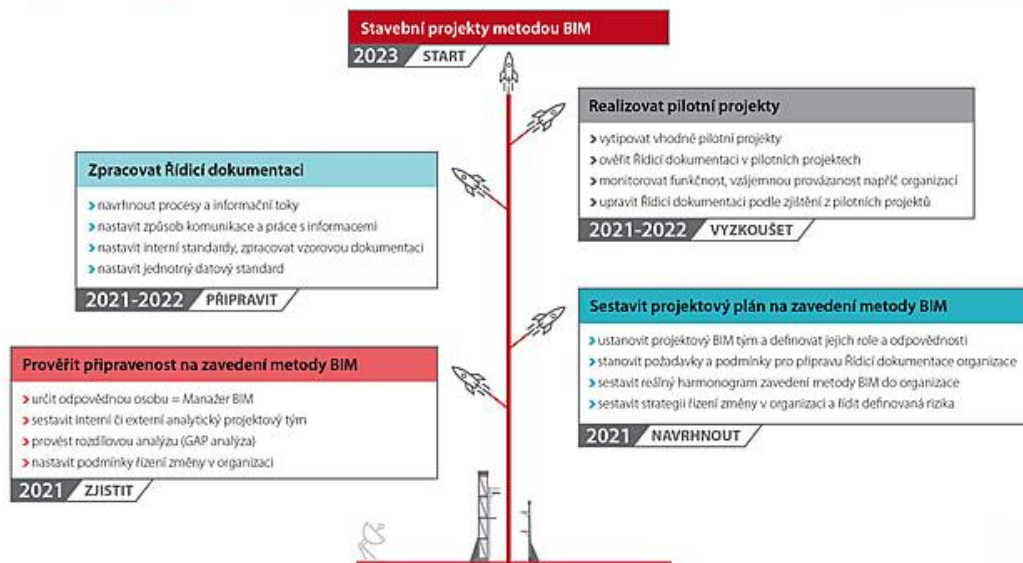 Stavební projekty metodou BIM
2023 START
Realizovat pilotní projekty
vytipovat vhodné pilotní projekty
ověřit Řídicí dokumentaci v pilotních projektech
monitorovat funkčnost, vzájemnou provázanost napříč organizací
upravit Řídicí dokumentaci podle zjištění z pilotních projektů
2021-2022 VYZKOUŠET
Zpracovat Řídicí dokumentaci
navrhnout procesy a informační toky
nastavit způsob komunikace a práce s informacemi
nastavit interní standardy, zpracovat vzorovou dokumentaci
nastavit jednotný datový standard
2021-2022 PŘIPRAVIT
Sestavit projektový plán na zavedení metody BIM
ustanovit projektový BIM tým a definovat jejich role a odpovědnosti
stanovit požadavky a podmínky pro přípravu Řídicí dokumentace organizace
sestavit reálný harmonogram zavedení metody BIM do organizace
sestavit strategii řízení změny v organizaci a řídit definovaná rizika
2021 NAVRHNOUT
Prověřit připravenost na zavedení metody BIM
určit odpovědnou osobu = Manažer BIM
sestavit interní či externí analytický projektový tým
provést rozdílovou analýzu (GAP analýza)
nastavit podmínky řízení změny v organizaci
2021 ZJISTIT